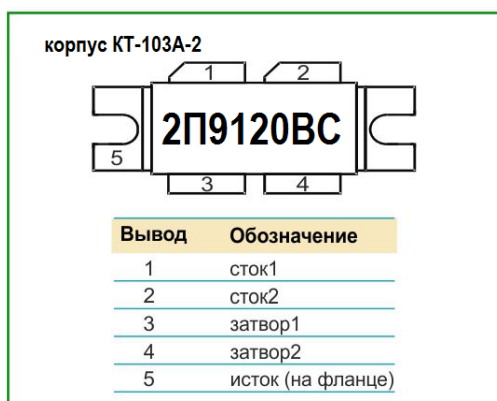 корпус КТ-103А-2
1 2
2П9120ВС
5
3 4
Вывод Обозначение
1 сток1
2 сток2
3 затвор1
4 затвор2
5 исток (на фланце)